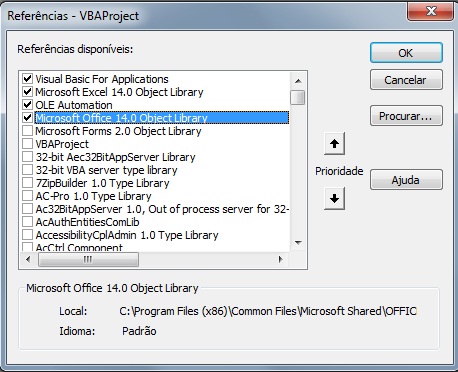 Referências - VBAProject
Referências disponíveis:
OK
Visual Basic For Applications
Cancelar
Microsoft Excel 14.0 Object Library
OLE Automation
Microsoft Office 14.0 Object Library
Procurar...
Microsoft Forms 2.0 Object Library
VBAProject
32-bit Aec32BitAppServer Library
32-bit VBA server type library
Prioridade
Ajuda
7ZipBuilder 1.0 Type Library
AC-Pro 1.0 Type Library
Ac32BitAppServer 1.0, Out of process server for 32-
AcAuthEntitiesComLib
AccessibilityCplAdmin 1.0 Type Library
AcCtrl Component
Microsoft Office 14.0 Object Library
Local: C:\Program Files (x86)\Common Files\Microsoft Shared\OFFIC
Idioma: Padrão